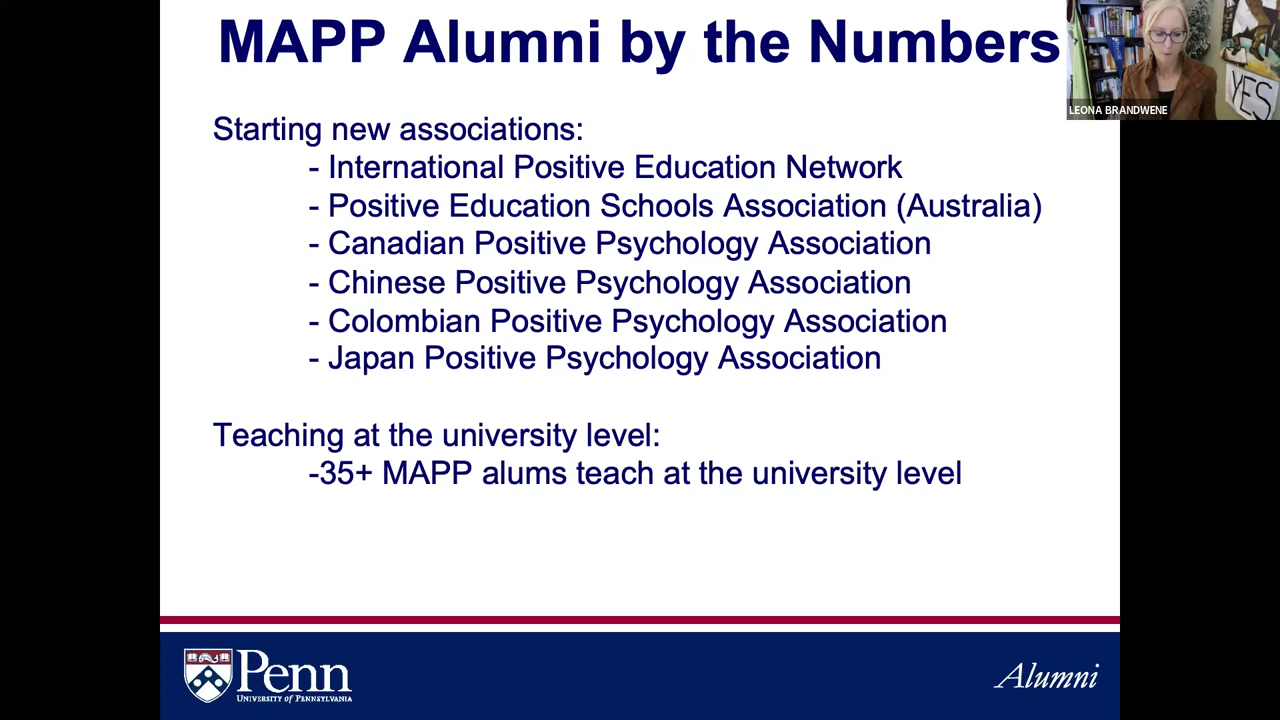 MAPP Alumni by the Numbers
LEONA BRANDWENE
YES
Starting new associations:
- International Positive Education Network
- Positive Education Schools Association (Australia)
- Canadian Positive Psychology Association
- Chinese Positive Psychology Association
- Colombian Positive Psychology Association
- Japan Positive Psychology Association
Teaching at the university level:
-35+ MAPP alums teach at the university level
Penn
UNIVERSITY OF PENNSYLVANIA
Alumni